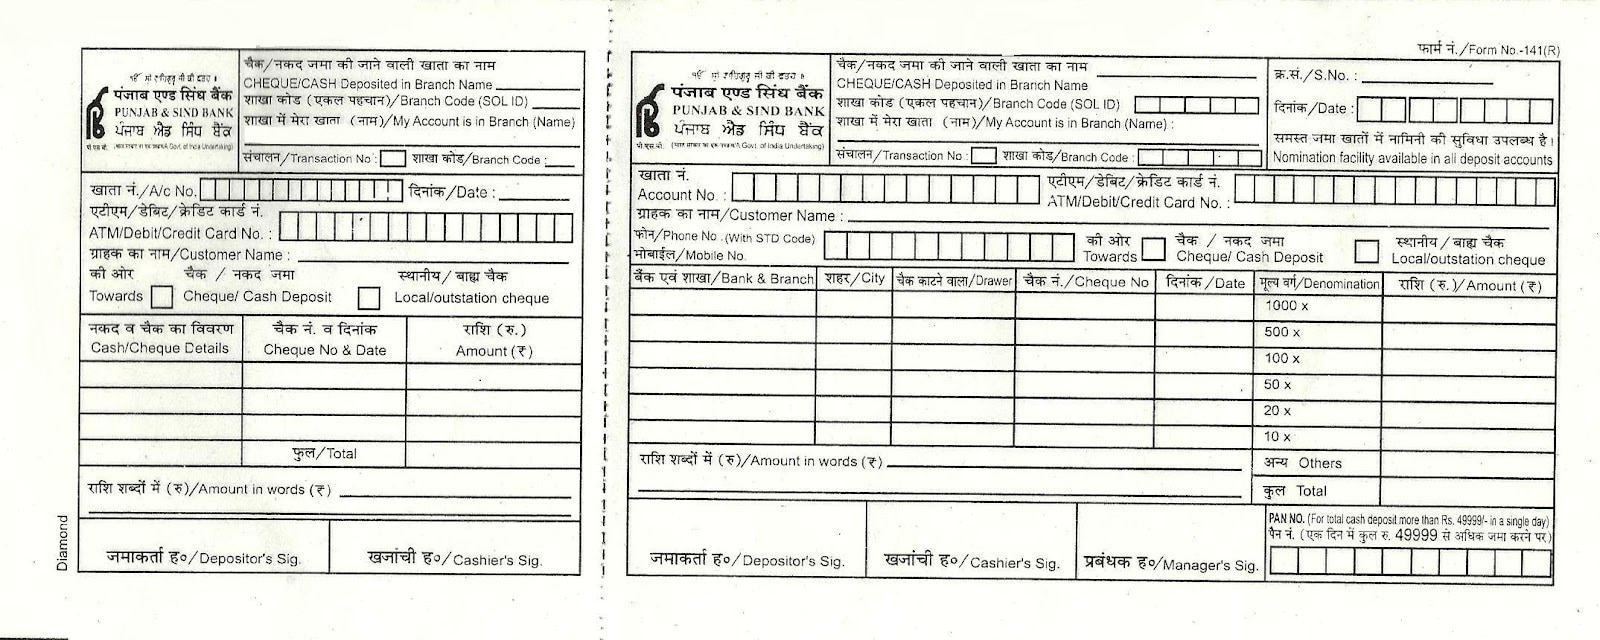 ੴ ਸ੍ਰੀ ਵਾਹਿਗੁਰੂ ਜੀ ਕੀ ਫਤਹ ॥
पंजाब एण्ड सिंध बैंक
PUNJAB & SIND BANK
ਪੰਜਾਬ ਐਂਡ ਸਿੰਧ ਬੈਂਕ
चैक/नकद जमा की जाने वाली खाता का नाम
CHEQUE/CASH Deposited in Branch Name
शाखा कोड (एकल पहचान)/Branch Code (SOL ID)
शाखा में मेरा खाता (नाम)/My Account is in Branch (Name)
संचालन/Transaction No : शाखा कोड/Branch Code :
खाता नं./A/c No. दिनांक/Date :
एटीएम/डेबिट/क्रेडिट कार्ड नं.
ATM/Debit/Credit Card No. :
ग्राहक का नाम/Customer Name :
की ओर चैक / नकद जमा स्थानीय/ बाह्य चैक
Towards Cheque/ Cash Deposit Local/outstation cheque
नकद व चैक का विवरण चैक नं. व दिनांक राशि (रु.)
Cash/Cheque Details Cheque No & Date Amount (₹)
फुल/Total
राशि शब्दों में (रु)/Amount in words (₹)
जमाकर्ता ह०/Depositor's Sig. खजांची ह०/Cashier's Sig.
Diamond
फार्म नं./Form No.-141(R)
पंजाब एण्ड सिंध बैंक
PUNJAB & SIND BANK
ਪੰਜਾਬ ਐਂਡ ਸਿੰਧ ਬੈਂਕ
पी.एस.बी. (भारत सरकार का उपक्रम/A Govt. of India Undertaking)
चैक/नकद जमा की जाने वाली खाता का नाम
CHEQUE/CASH Deposited in Branch Name
शाखा कोड (एकल पहचान)/Branch Code (SOL ID)
शाखा में मेरा खाता (नाम)/My Account is in Branch (Name) :
संचालन/Transaction No : शाखा कोड/Branch Code :
क्र.सं./S.No. :
दिनांक/Date :
समस्त जमा खातों में नामिनी की सुविधा उपलब्ध है।
Nomination facility available in all deposit accounts
खाता नं. एटीएम/डेबिट/क्रेडिट कार्ड नं.
Account No. : ATM/Debit/Credit Card No. :
ग्राहक का नाम/Customer Name :
फोन/Phone No .(With STD Code) की ओर चैक / नकद जमा स्थानीय / बाह्य चैक
मोबाईल/Mobile No. Towards Cheque/ Cash Deposit Local/outstation cheque
बैंक एवं शाखा/Bank & Branch शहर/City चैक काटने वाला/Drawer चैक नं./Cheque No दिनांक /Date मूल्य वर्ग/Denomination राशि (रु.)/Amount (₹)
1000 x
500 x
100 x
50 x
20 x
10 x
राशि शब्दों में (रु)/Amount in words (₹) अन्य Others
कुल Total
PAN NO. (For total cash deposit more than Rs. 49999/- in a single day)
पैन नं. (एक दिन में कुल रु. 49999 से अधिक जमा करने पर)
जमाकर्ता ह०/Depositor's Sig. खजांची ह०/Cashier's Sig. प्रबंधक ह०/Manager's Sig.